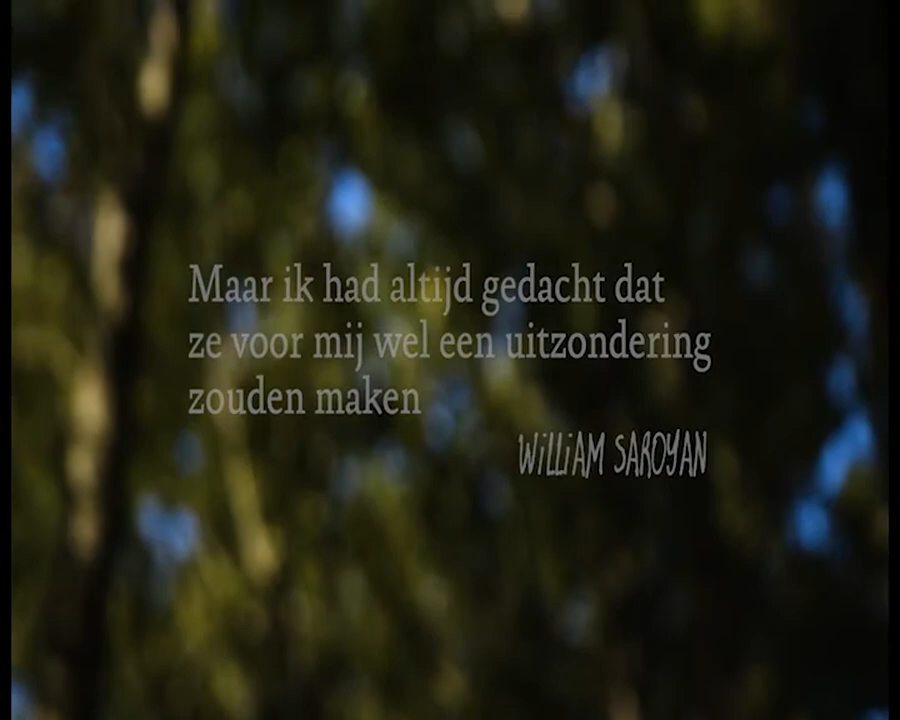 Maar ik had altijd gedacht dat
ze voor mij wel een uitzondering
zouden maken
WiLLiAM SAROYAN